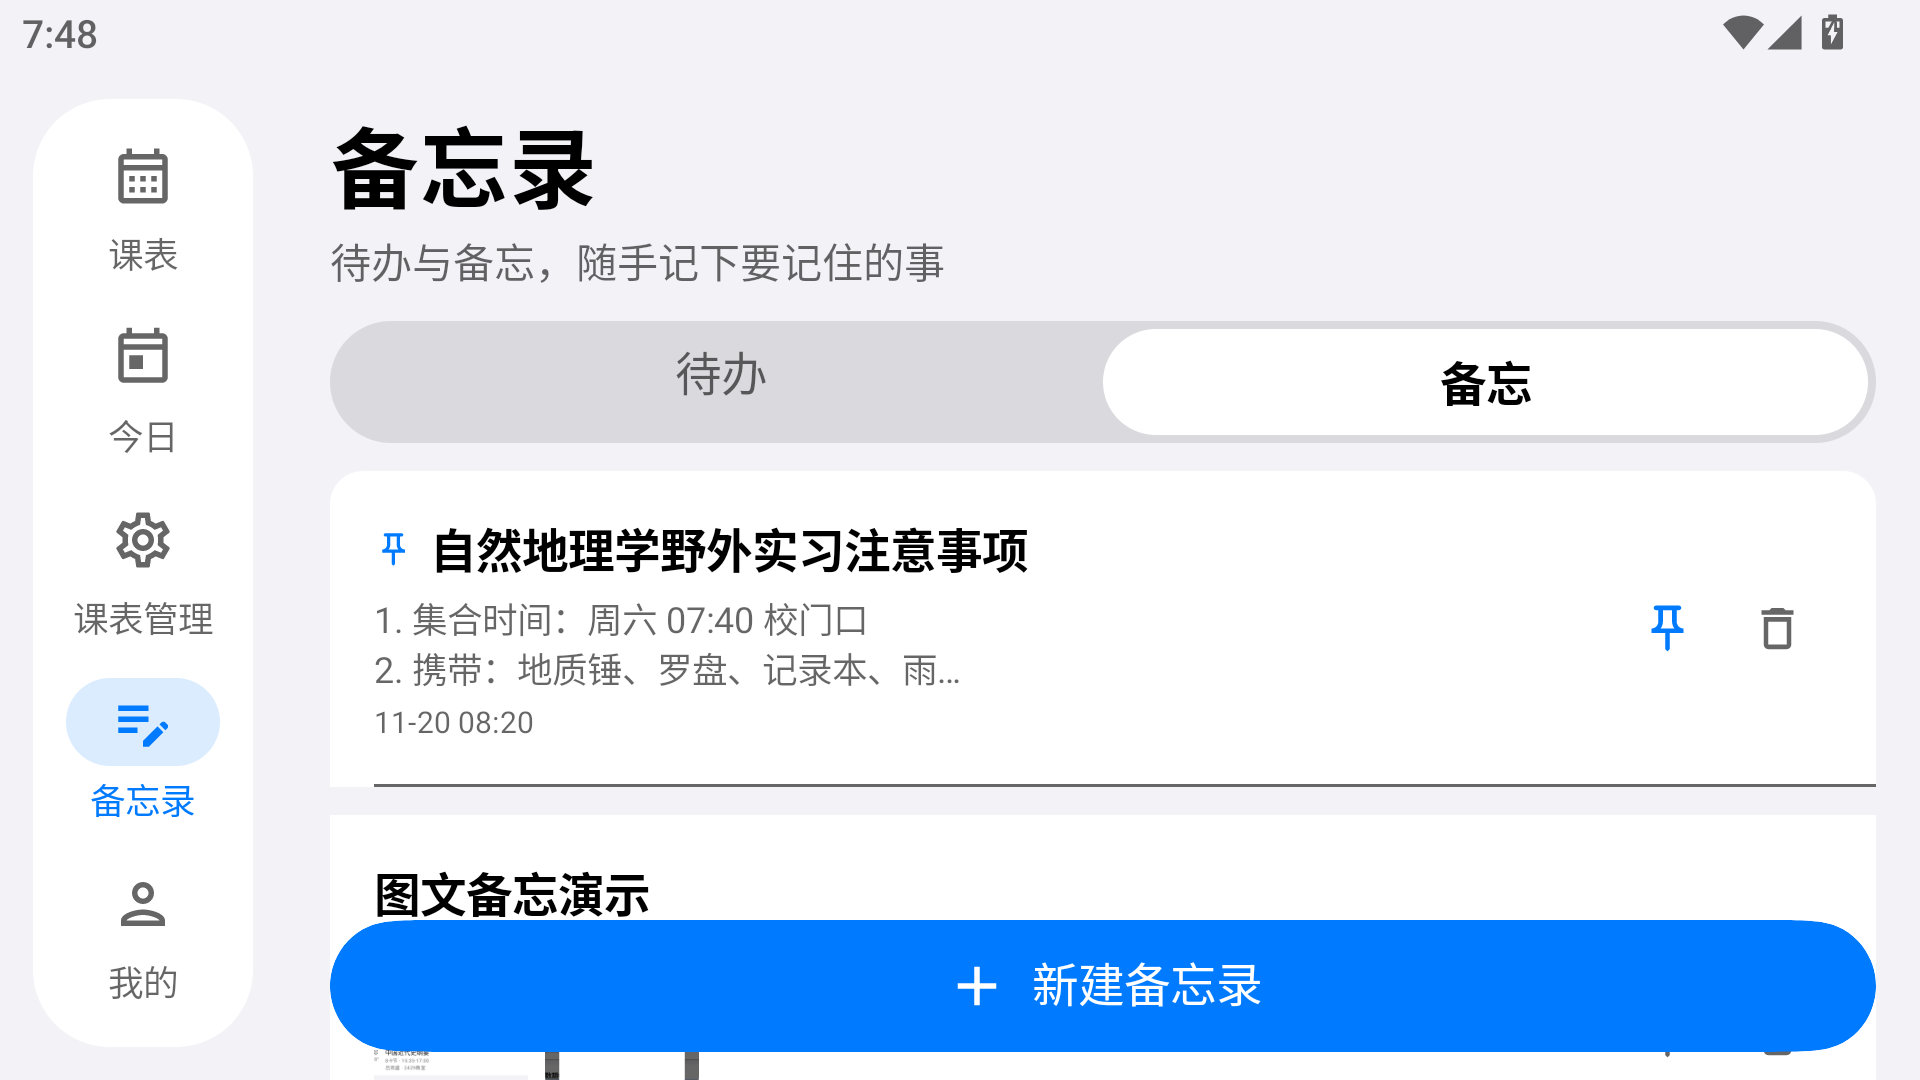 7:48
课表
今日
课表管理
备忘录
我的
备忘录
待办与备忘，随手记下要记住的事
待办
备忘
自然地理学野外实习注意事项
1. 集合时间：周六 07:40 校门口
2. 携带：地质锤、罗盘、记录本、雨…
11-20 08:20
图文备忘演示
新建备忘录